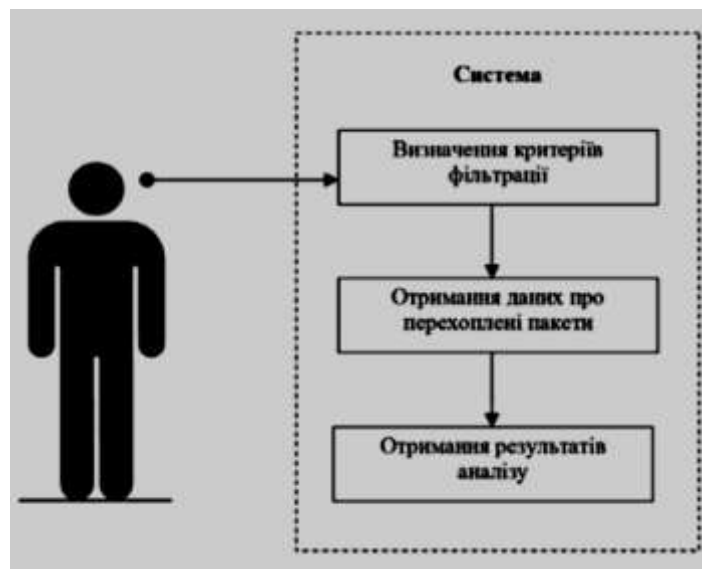 Система
Визначення критеріїв
фільтрації
Отримання даних про
перехоплені пакети
Отримання результатів
аналізу